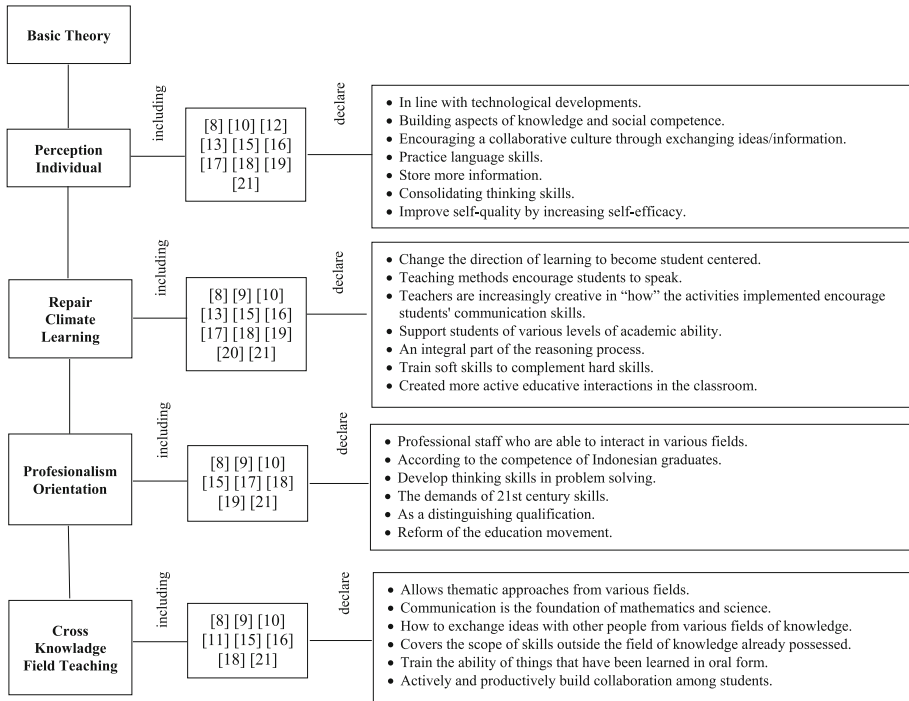 Basic Theory
Perception
Individual
including
[8] [10] [12]
[13] [15] [16]
[17] [18] [19]
[21]
declare
• In line with technological developments.
• Building aspects of knowledge and social competence.
• Encouraging a collaborative culture through exchanging ideas/information.
• Practice language skills.
• Store more information.
• Consolidating thinking skills.
• Improve self-quality by increasing self-efficacy.
Repair
Climate
Learning
including
[8] [9] [10]
[13] [15] [16]
[17] [18] [19]
[20] [21]
declare
• Change the direction of learning to become student centered.
• Teaching methods encourage students to speak.
• Teachers are increasingly creative in “how” the activities implemented encourage
students' communication skills.
• Support students of various levels of academic ability.
• An integral part of the reasoning process.
• Train soft skills to complement hard skills.
• Created more active educative interactions in the classroom.
Profesionalism
Orientation
including
[8] [9] [10]
[15] [17] [18]
[19] [21]
declare
• Professional staff who are able to interact in various fields.
• According to the competence of Indonesian graduates.
• Develop thinking skills in problem solving.
• The demands of 21st century skills.
• As a distinguishing qualification.
• Reform of the education movement.
Cross
Knowladge
Field Teaching
including
[8] [9] [10]
[11] [15] [16]
[18] [21]
declare
• Allows thematic approaches from various fields.
• Communication is the foundation of mathematics and science.
• How to exchange ideas with other people from various fields of knowledge.
• Covers the scope of skills outside the field of knowledge already possessed.
• Train the ability of things that have been learned in oral form.
• Actively and productively build collaboration among students.